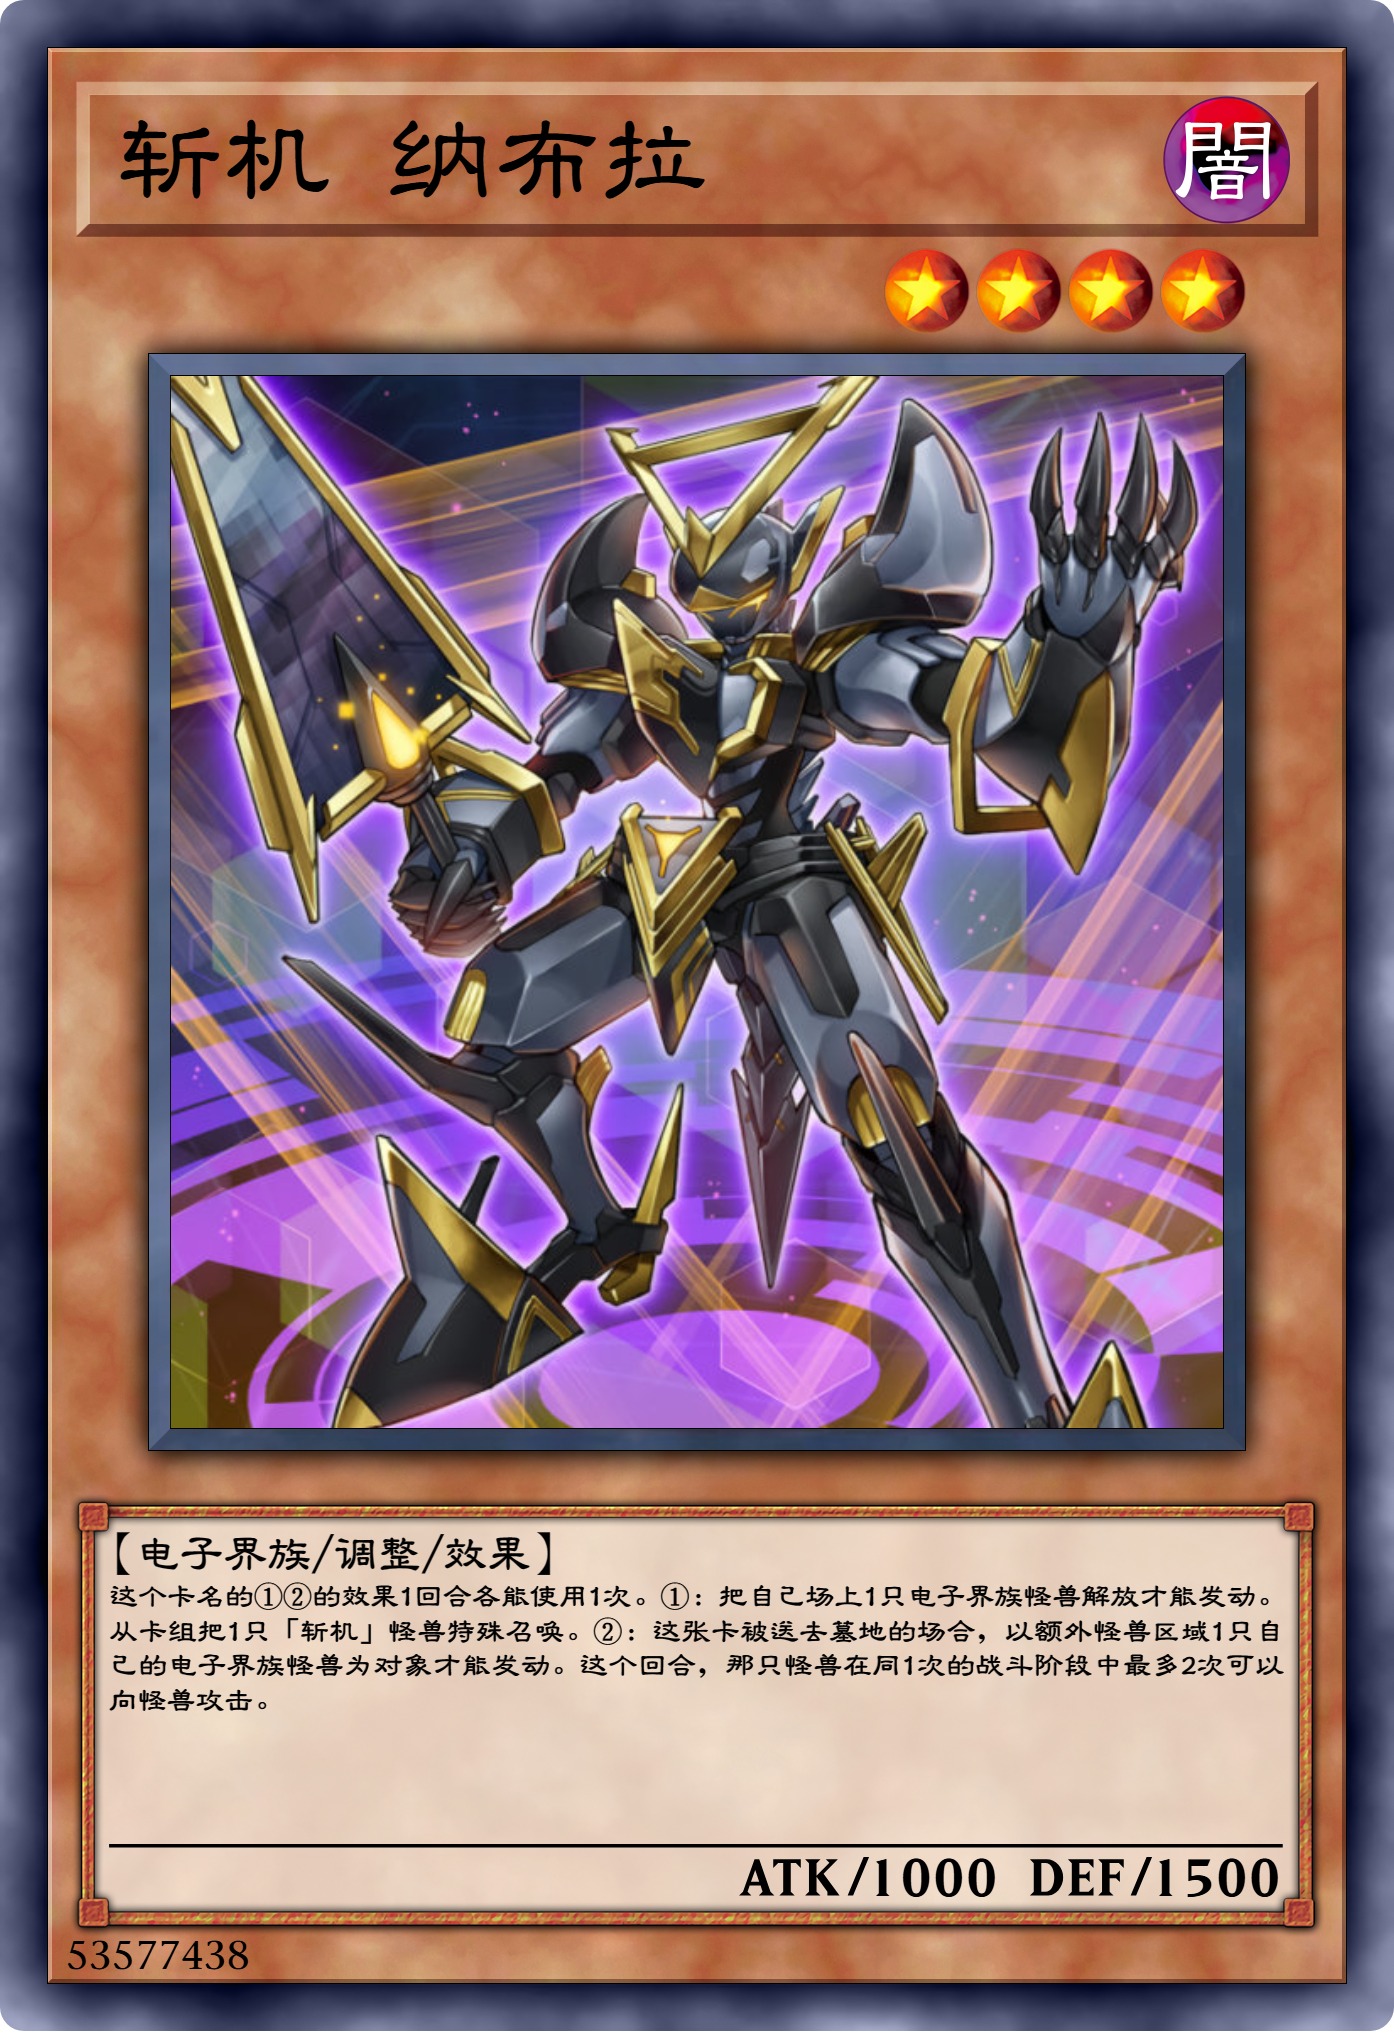 斩机 纳布拉
闇
【电子界族/调整/效果】
这个卡名的①②的效果1回合各能使用1次。①：把自己场上1只电子界族怪兽解放才能发动。
从卡组把1只「斩机」怪兽特殊召唤。②：这张卡被送去墓地的场合，以额外怪兽区域1只自
己的电子界族怪兽为对象才能发动。这个回合，那只怪兽在同1次的战斗阶段中最多2次可以
向怪兽攻击。
ATK/1000 DEF/1500
53577438